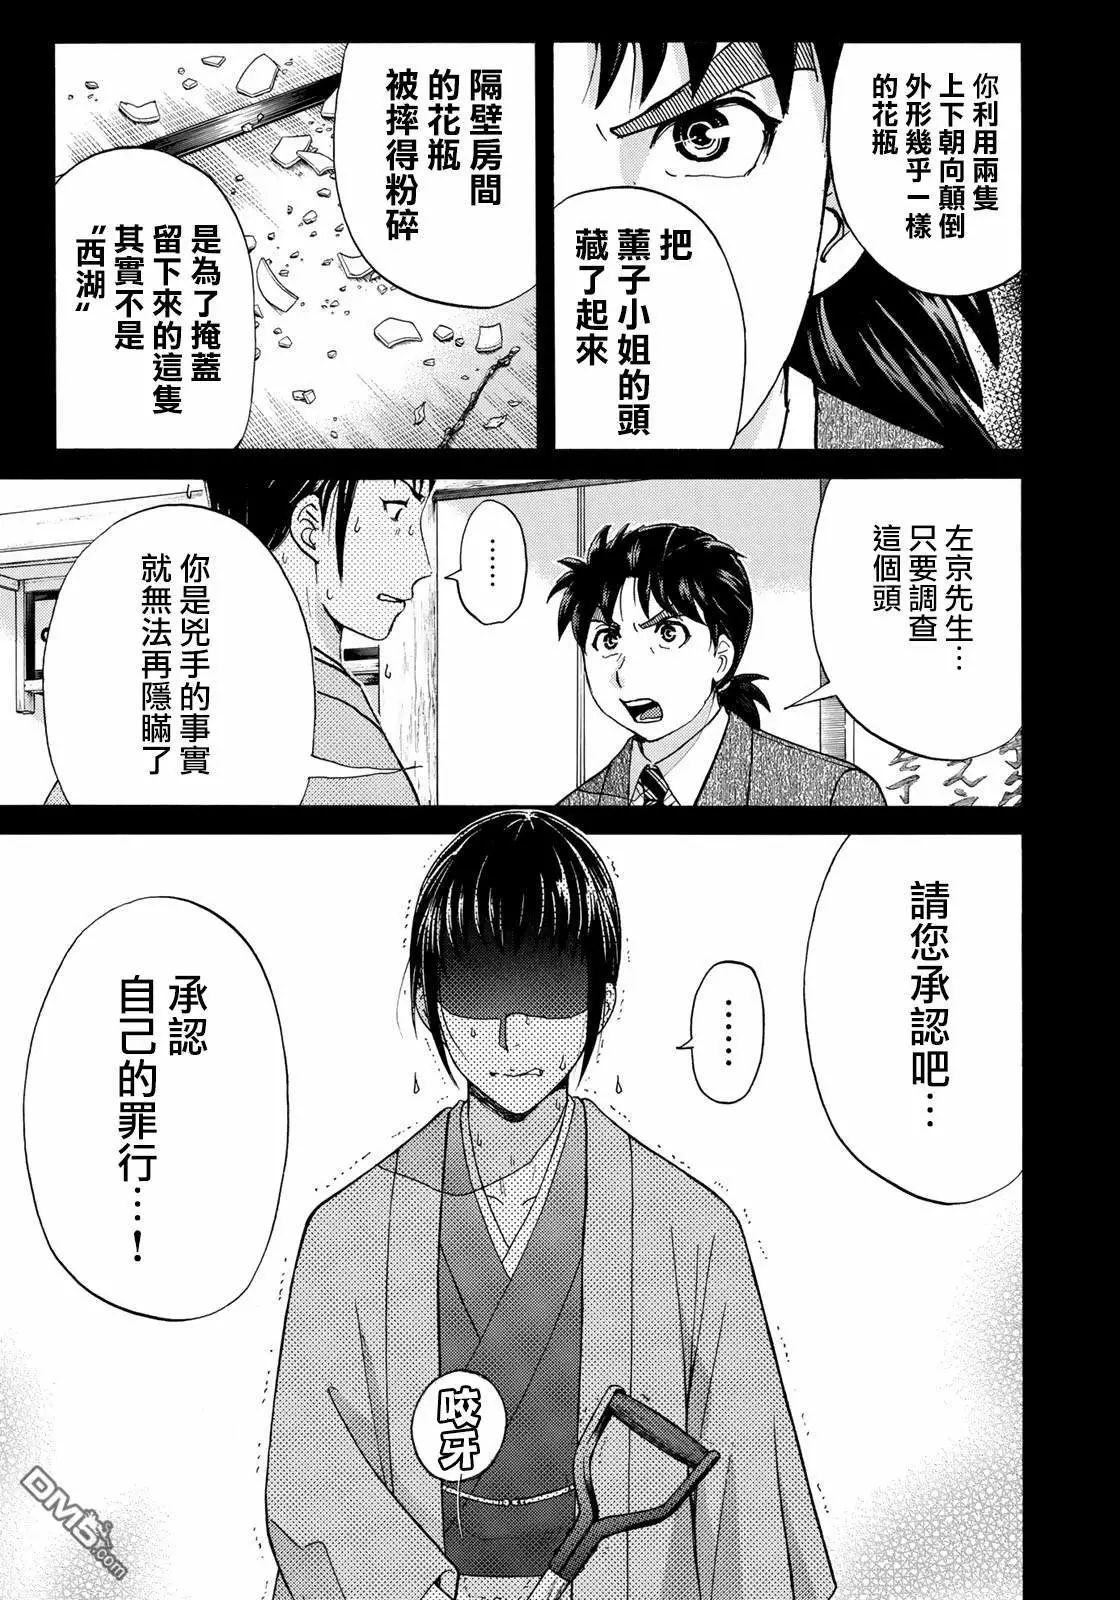 你利用兩隻
上下朝向顛倒
外形幾乎一樣
的花瓶
把
薰子小姐的頭
藏了起來
隔壁房間
的花瓶
被摔得粉碎
是為了掩蓋
留下來的這隻
其實不是
"西湖"
左京先生…
只要調查
這個頭
……
你是兇手的事實
就無法再隱瞞了
請您承認吧…
……
承認
自己的罪行…！
咬牙
DM5.com